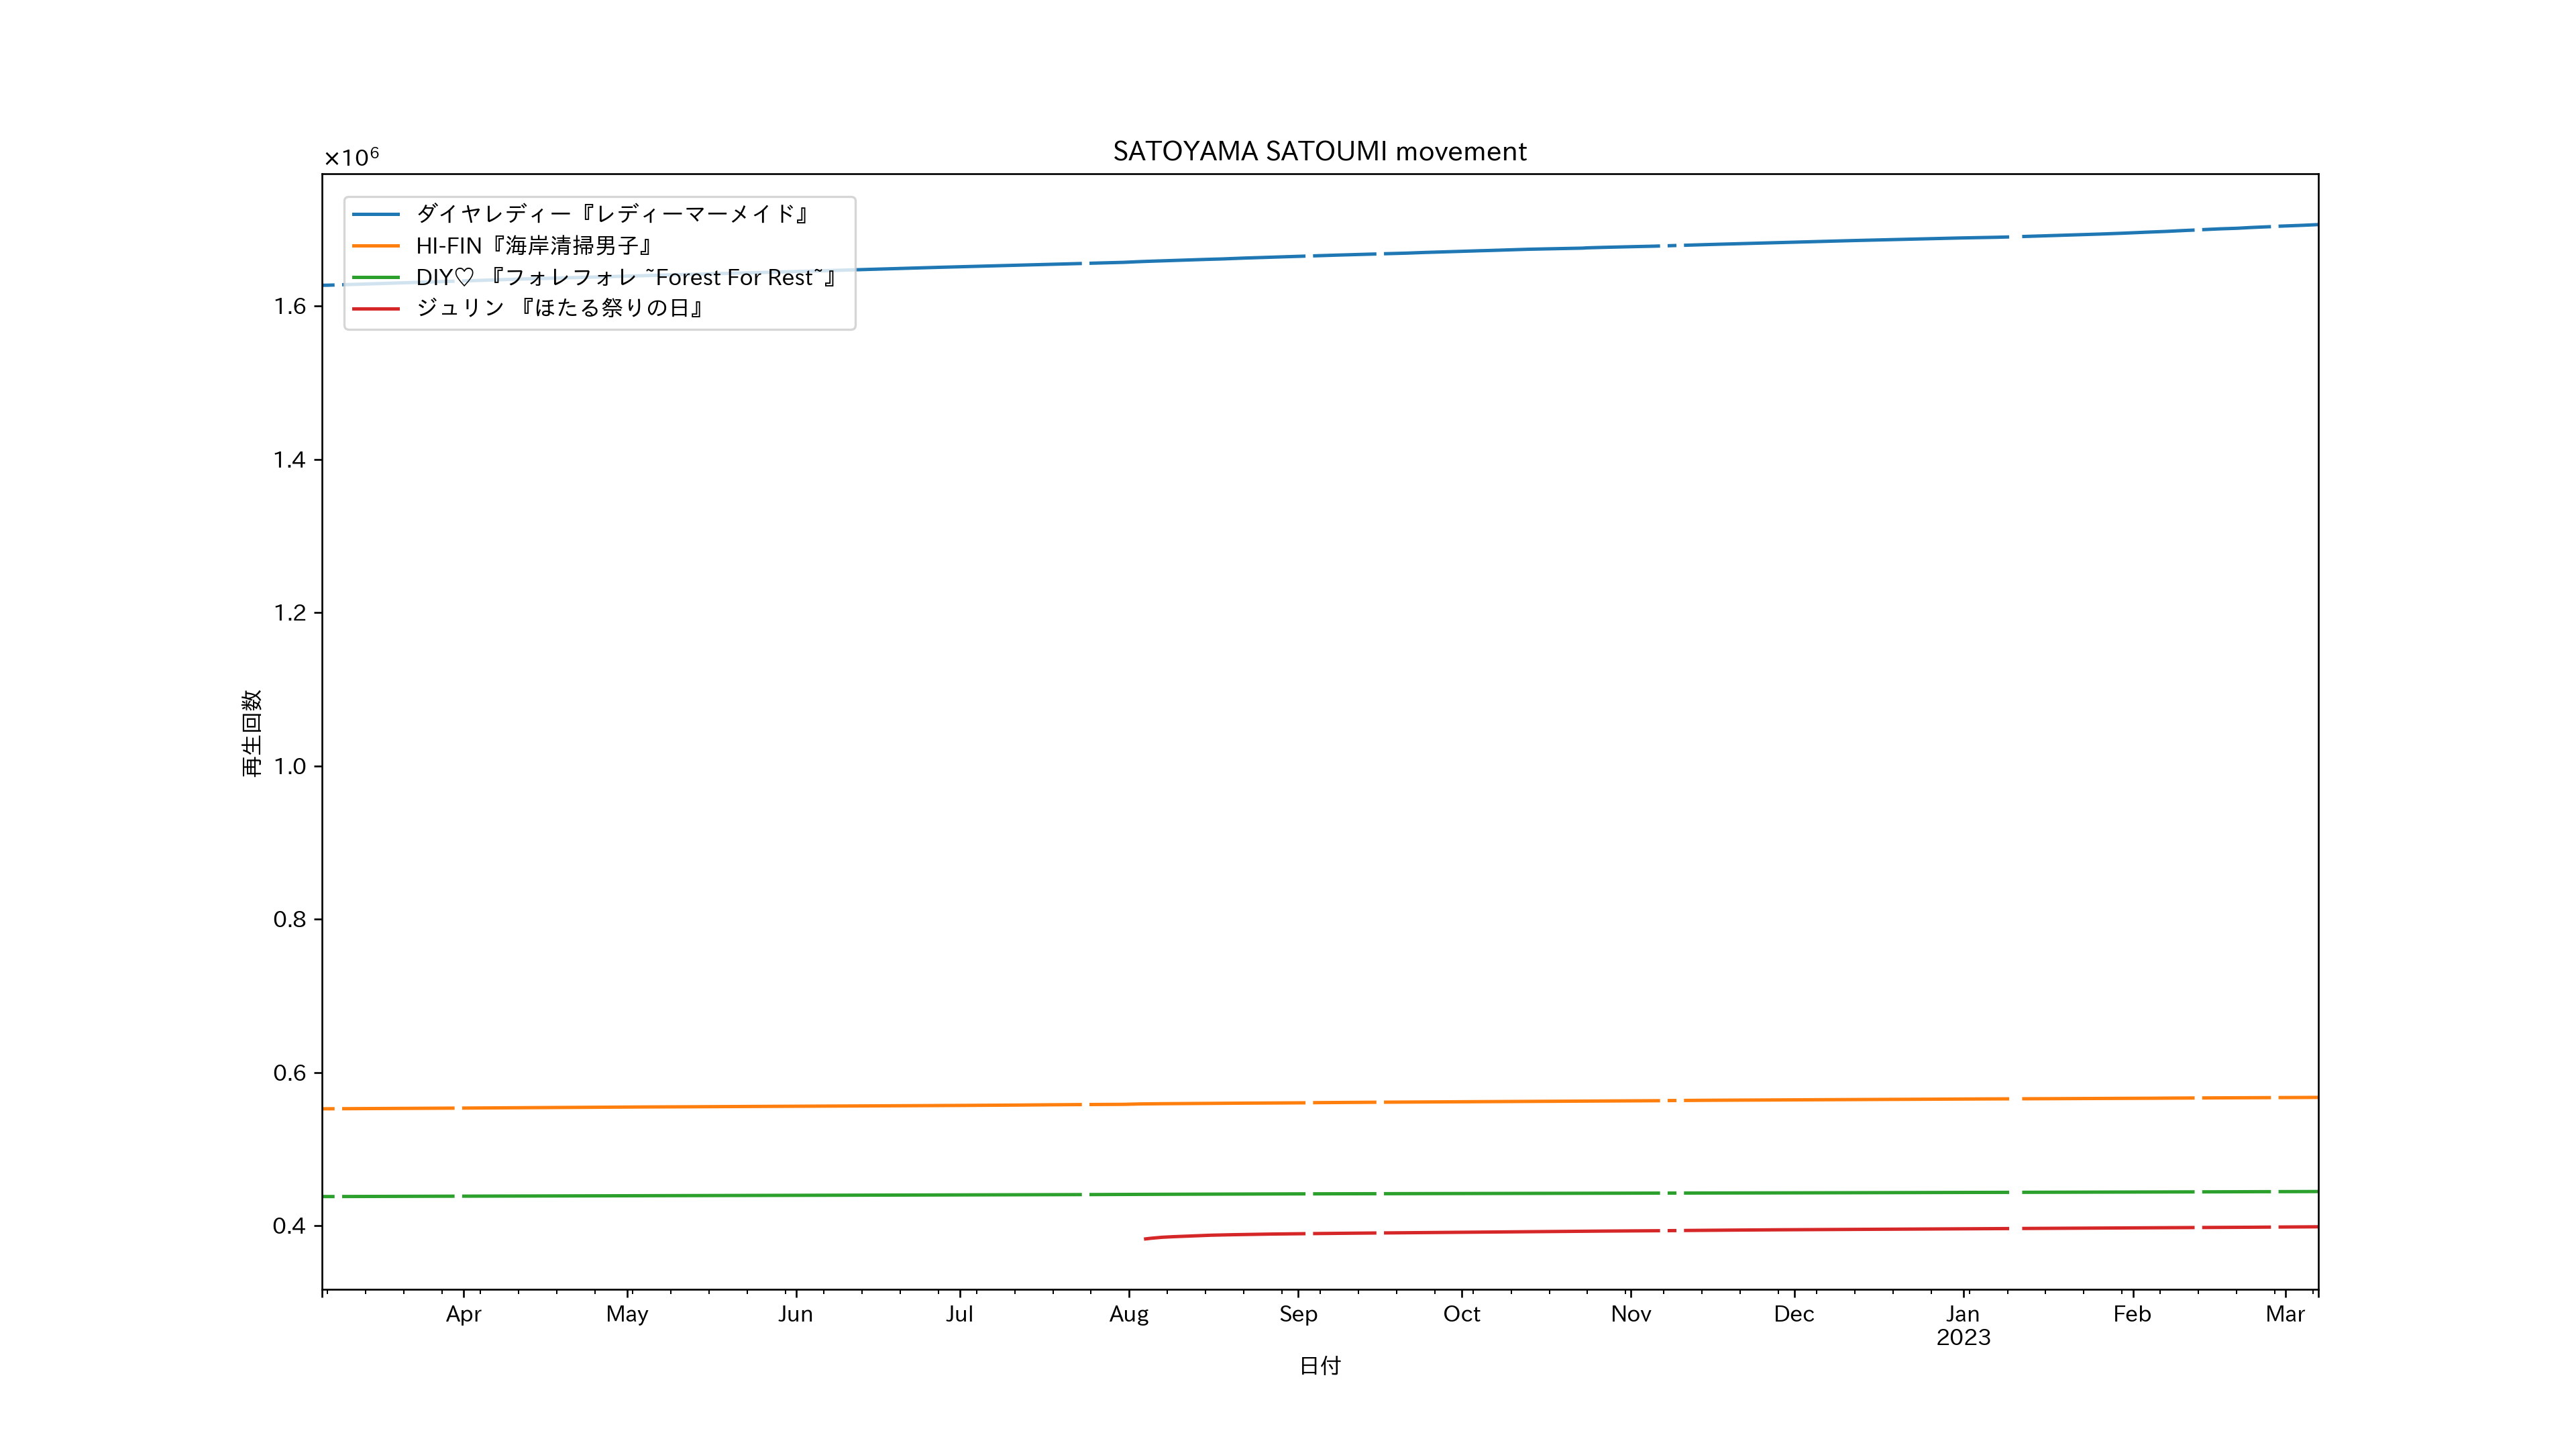 SATOYAMA SATOUMI movement
×10⁶
ダイヤレディー『レディーマーメイド』
HI-FIN『海岸清掃男子』
DIY♡ 『フォレフォレ ~Forest For Rest~』
ジュリン 『ほたる祭りの日』
1.6
1.4
1.2
1.0
0.8
0.6
0.4
再生回数
Apr May Jun Jul Aug Sep Oct Nov Dec Jan Feb Mar
2023
日付